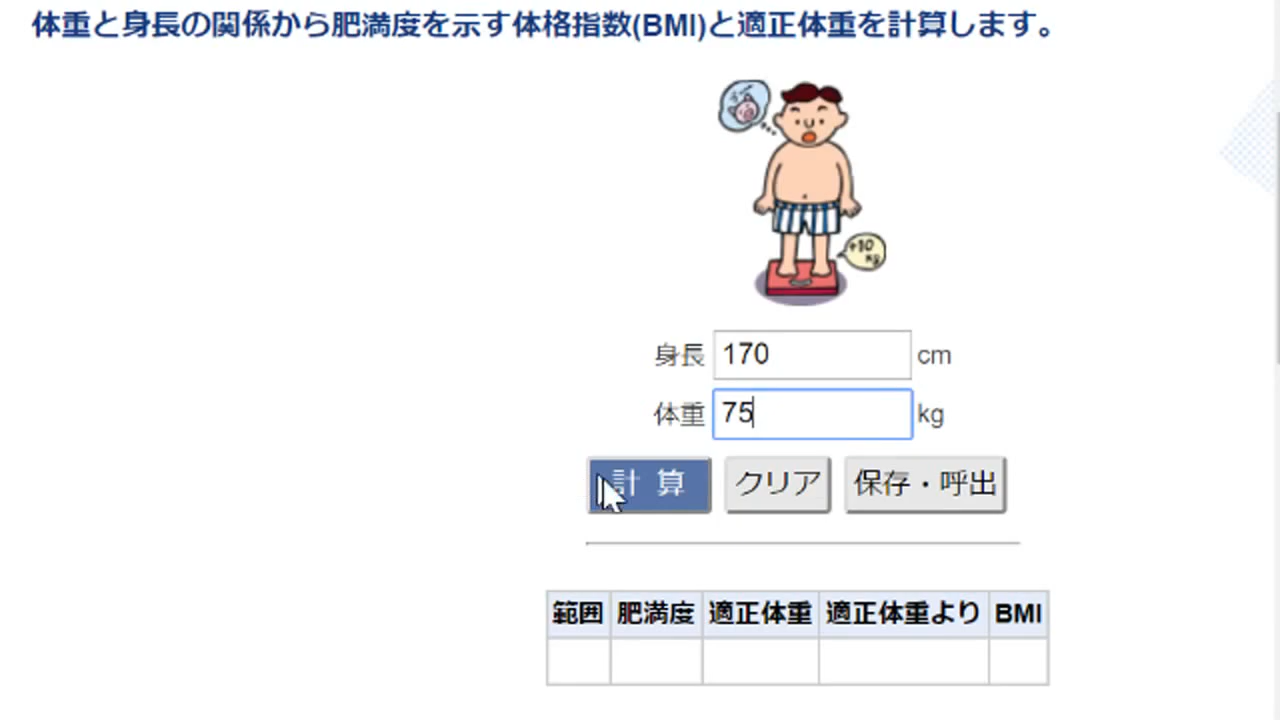 体重と身長の関係から肥満度を示す体格指数(BMI)と適正体重を計算します。
+10
kg
身長 170 cm
体重 75 kg
計 算 クリア 保存・呼出
範囲 肥満度 適正体重 適正体重より BMI